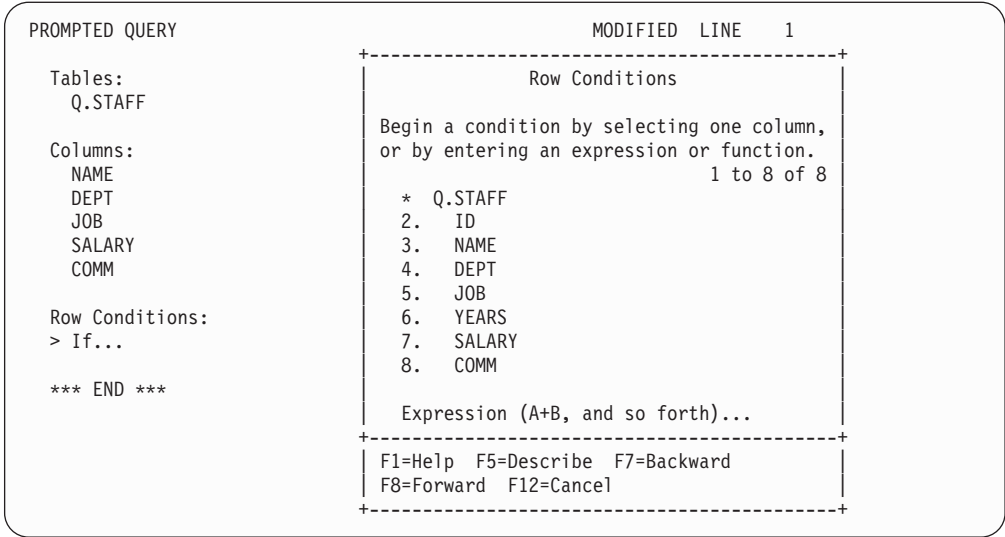 PROMPTED QUERY MODIFIED LINE 1
Tables:
Q.STAFF
Columns:
NAME
DEPT
JOB
SALARY
COMM
Row Conditions:
> If...
*** END ***
+--------------------------------------------+
Row Conditions
Begin a condition by selecting one column,
or by entering an expression or function.
1 to 8 of 8
* Q.STAFF
2. ID
3. NAME
4. DEPT
5. JOB
6. YEARS
7. SALARY
8. COMM
Expression (A+B, and so forth)...
+--------------------------------------------+
F1=Help F5=Describe F7=Backward
F8=Forward F12=Cancel
+--------------------------------------------+